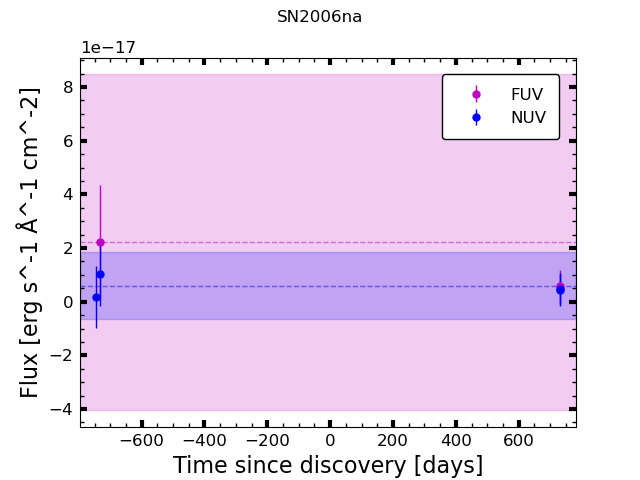 SN2006na
1e−17
8
6
4
2
0
−2
−4
FUV
NUV
Flux [erg s^-1 Å^-1 cm^-2]
−600 −400 −200 0 200 400 600
Time since discovery [days]